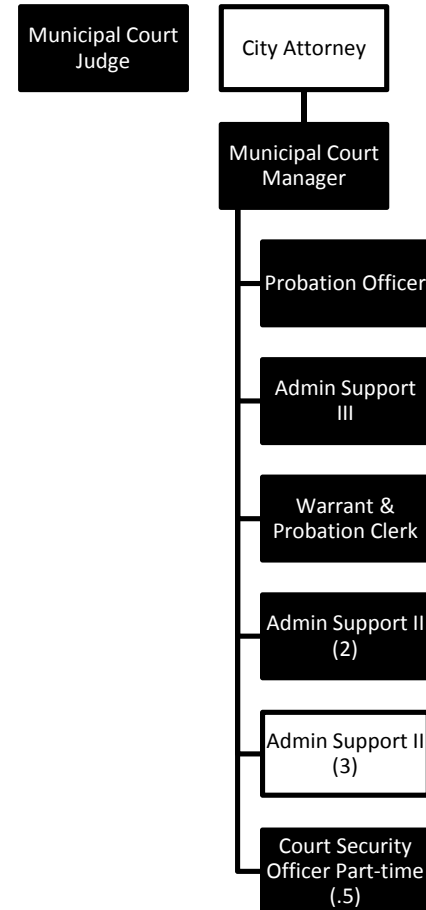 Municipal Court
Judge
City Attorney
Municipal Court
Manager
Probation Officer
Admin Support
III
Warrant &
Probation Clerk
Admin Support II
(2)
Admin Support II
(3)
Court Security
Officer Part-time
(.5)